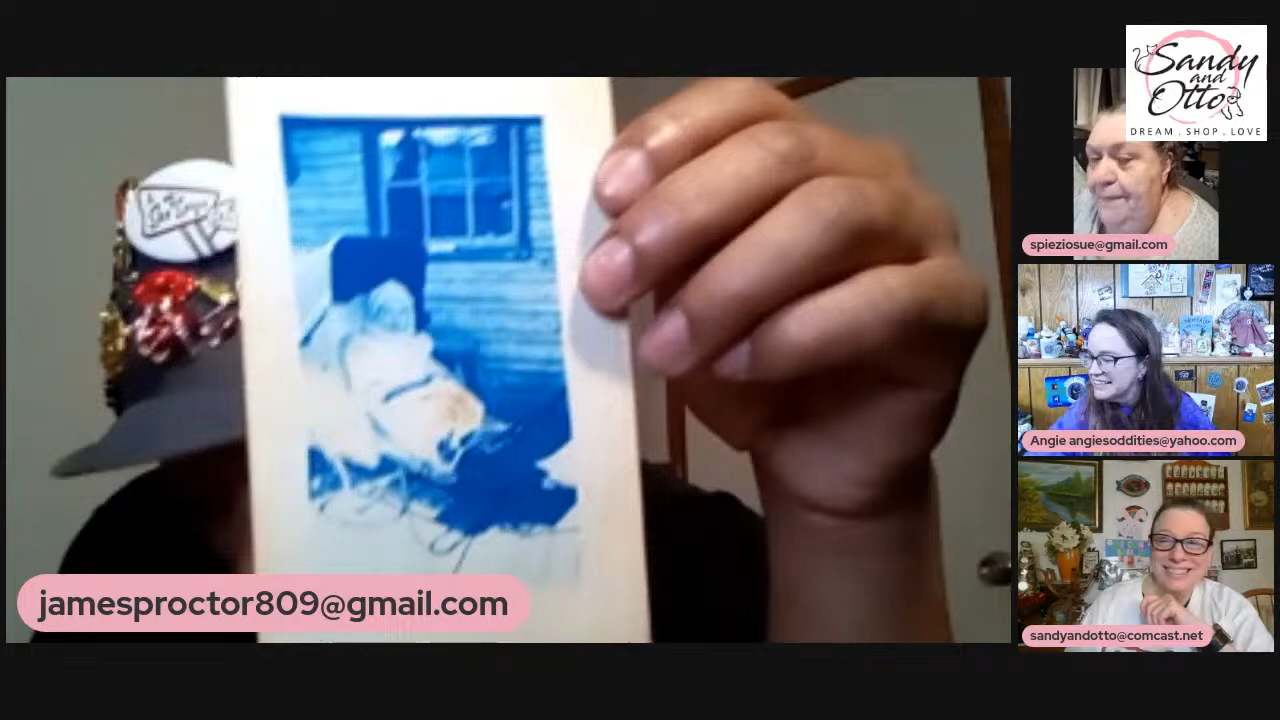 Sandy
and
Otto
DREAM . SHOP . LOVE
spieziosue@gmail.com
Angie angiesoddities@yahoo.com
jamesproctor809@gmail.com
sandyandotto@comcast.net